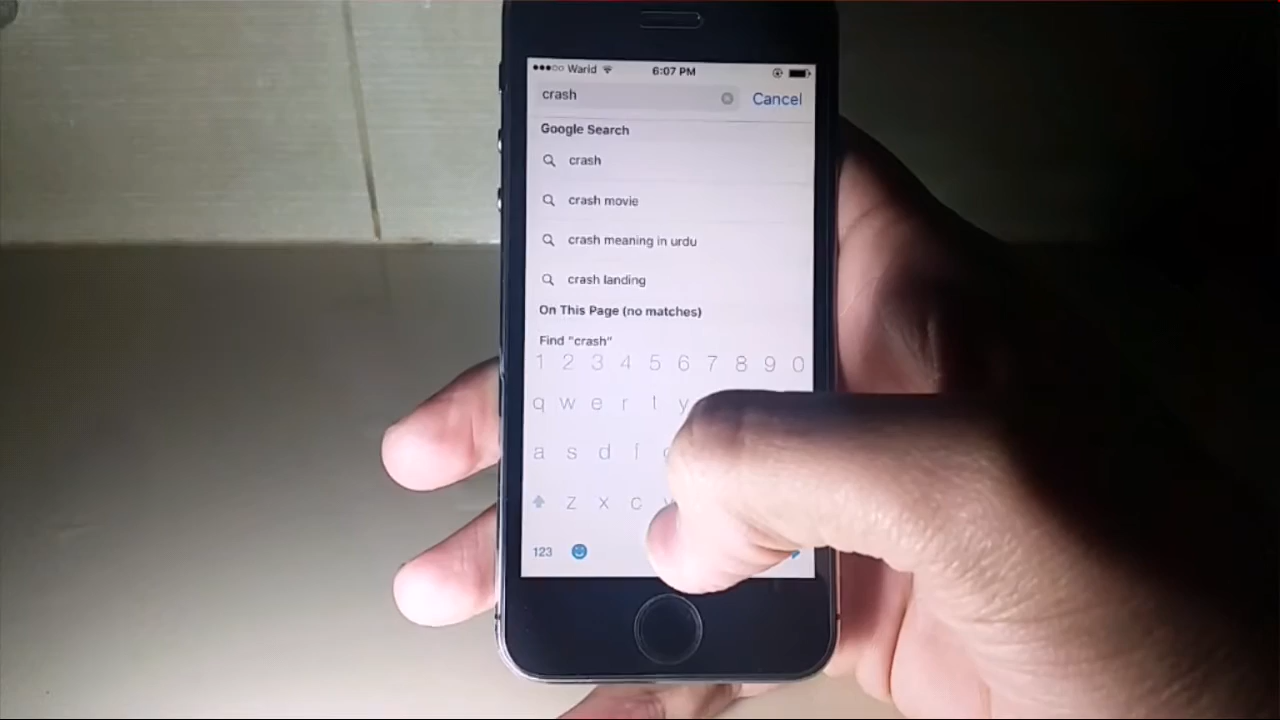 Warid 6:07 PM
crash Cancel
Google Search
crash
crash movie
crash meaning in urdu
crash landing
On This Page (no matches)
Find "crash"
1 2 3 4 5 6 7 8 9 0
q w e r t y
a s d f
z x c
123